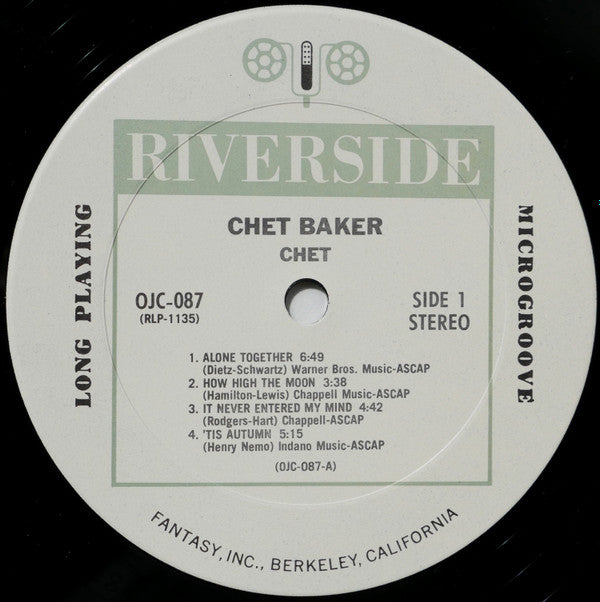 RIVERSIDE
CHET BAKER
CHET
OJC-087
(RLP-1135)
SIDE 1
STEREO
LONG PLAYING
MICROGROOVE
1. ALONE TOGETHER 6:49
(Dietz-Schwartz) Warner Bros. Music-ASCAP
2. HOW HIGH THE MOON 3:38
(Hamilton-Lewis) Chappell Music-ASCAP
3. IT NEVER ENTERED MY MIND 4:42
(Rodgers-Hart) Chappell-ASCAP
4. 'TIS AUTUMN 5:15
(Henry Nemo) Indano Music-ASCAP
(OJC-087-A)
FANTASY, INC., BERKELEY, CALIFORNIA